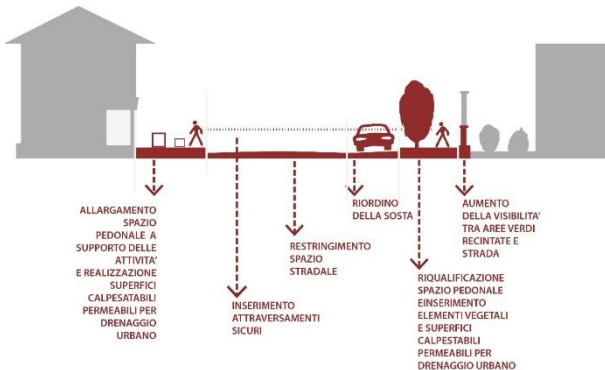 ALLARGAMENTO
SPAZIO
PEDONALE A
SUPPORTO DELLE
ATTIVITA'
E REALIZZAZIONE
SUPERFICI
CALPESATABILI
PERMEABILI PER
DRENAGGIO
URBANO
INSERIMENTO
ATTRAVERSAMENTI
SICURI
RESTRINGIMENTO
SPAZIO
STRADALE
RIORDINO
DELLA SOSTA
RIQUALIFICAZIONE
SPAZIO PEDONALE
EINSERIMENTO
ELEMENTI VEGETALI
E SUPERFICI
CALPESTABILI
PERMEABILI PER
DRENAGGIO URBANO
AUMENTO
DELLA VISIBILITA'
TRA AREE VERDI
RECINTATE E
STRADA